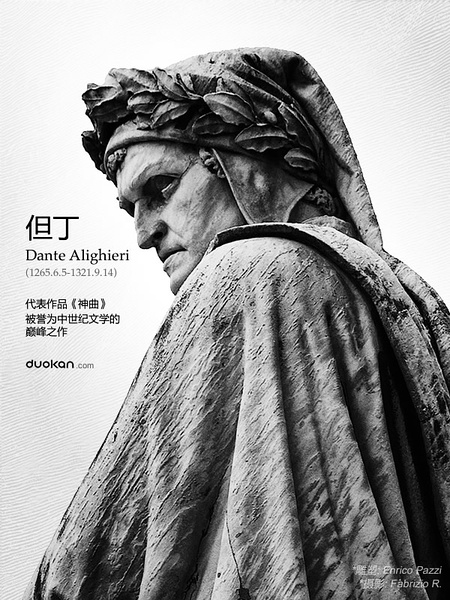 但丁
Dante Alighieri
(1265.6.5-1321.9.14)
代表作品《神曲》
被誉为中世纪文学的
巅峰之作
duokan.com
*雕塑: Enrico Pazzi
*摄影: Fabrizio R.